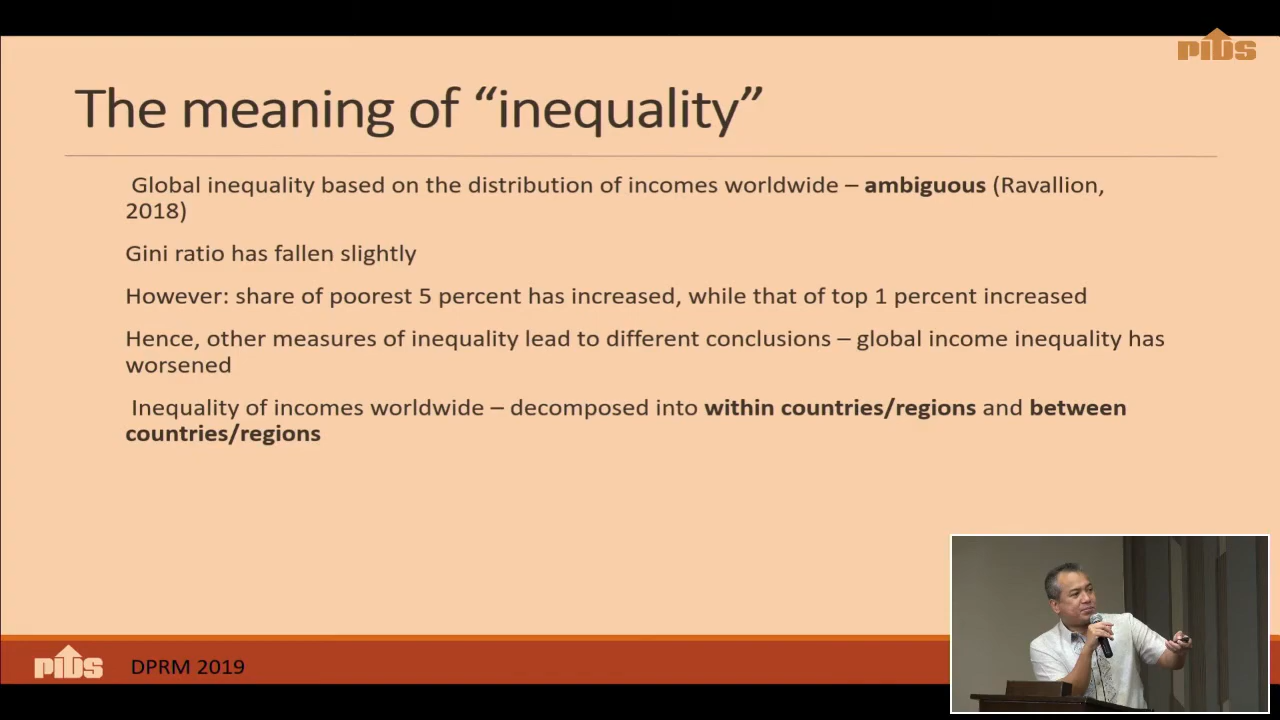 PIDS
The meaning of “inequality”
Global inequality based on the distribution of incomes worldwide – ambiguous (Ravallion,
2018)
Gini ratio has fallen slightly
However: share of poorest 5 percent has increased, while that of top 1 percent increased
Hence, other measures of inequality lead to different conclusions – global income inequality has
worsened
Inequality of incomes worldwide – decomposed into within countries/regions and between
countries/regions
PIDS DPRM 2019